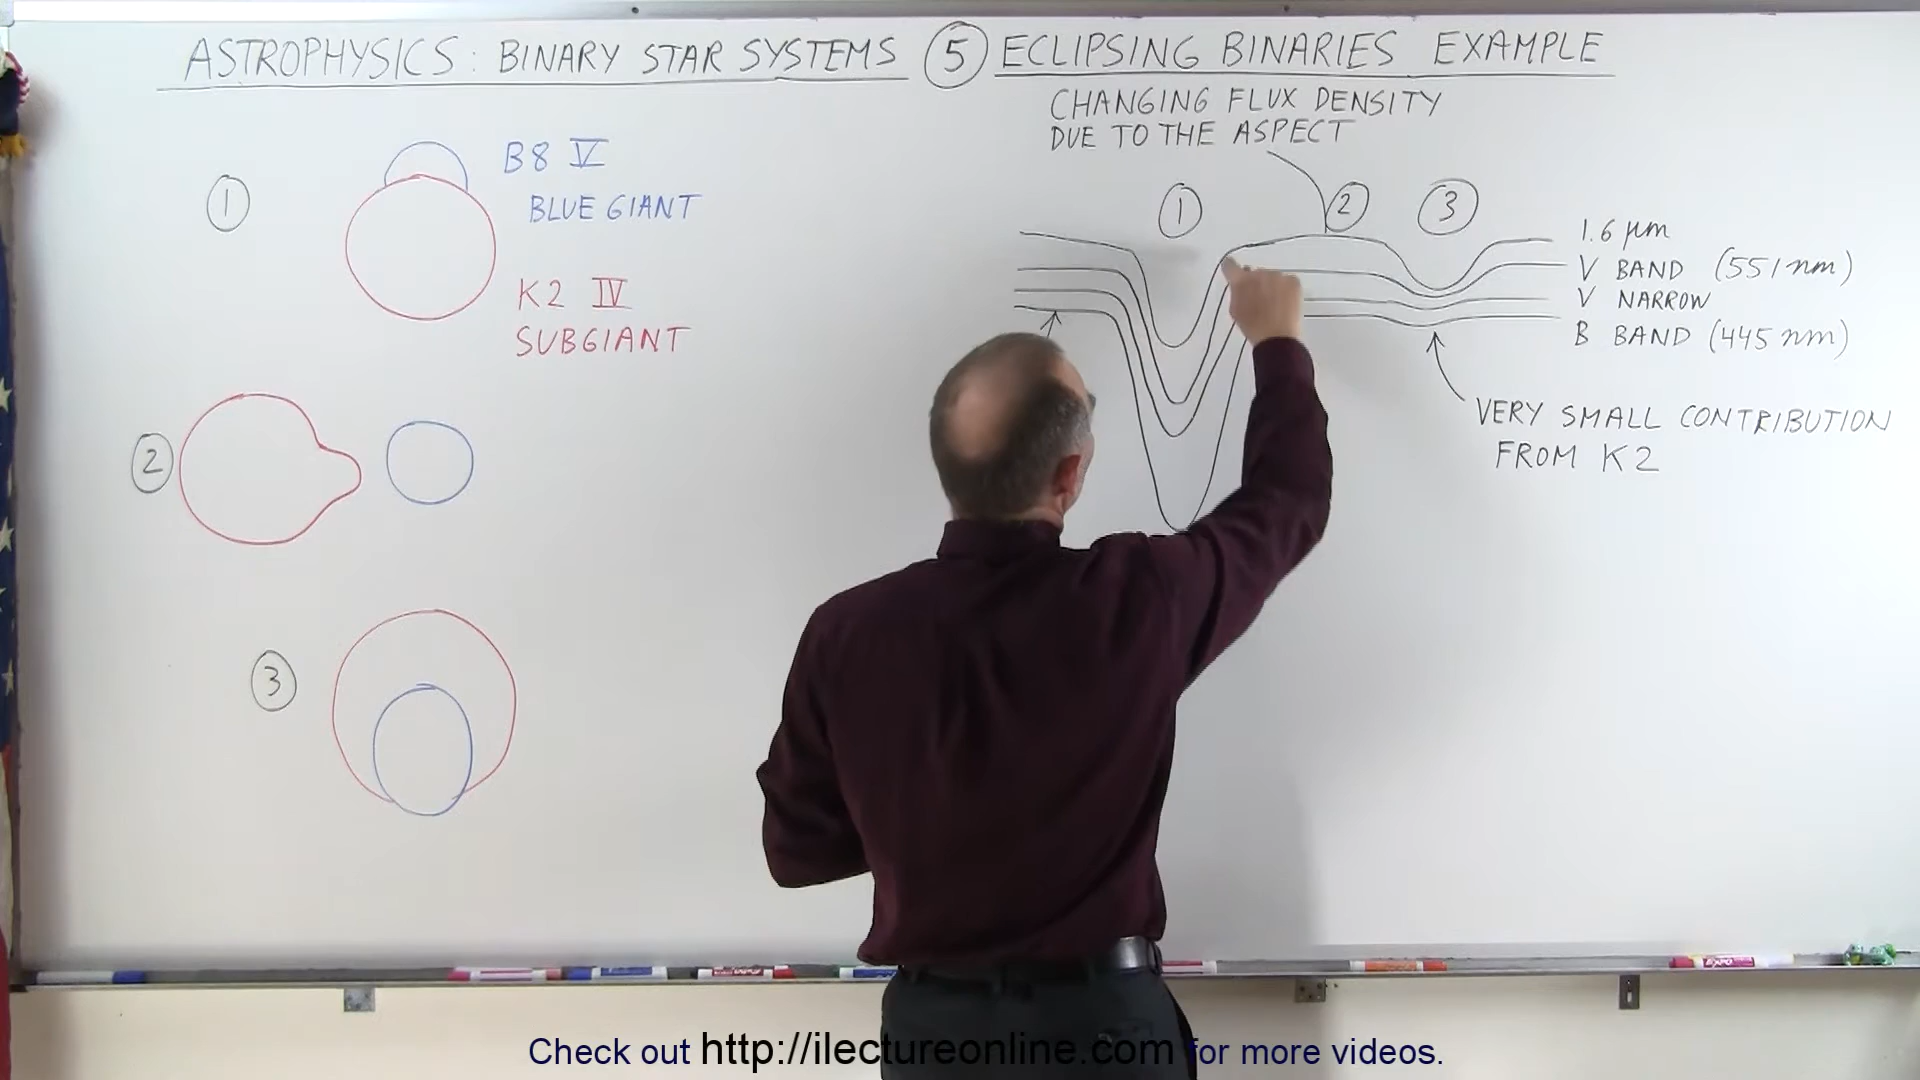 ASTROPHYSICS: BINARY STAR SYSTEMS 5 ECLIPSING BINARIES EXAMPLE
CHANGING FLUX DENSITY
DUE TO THE ASPECT
1
B8 V
BLUE GIANT
K2 IV
SUBGIANT
2
3
1
2
3
1.6 μm
V BAND (551 nm)
V NARROW
B BAND (445 nm)
VERY SMALL CONTRIBUTION
FROM K2
EXPO
EXPO
Check out http://ilectureonline.com for more videos.